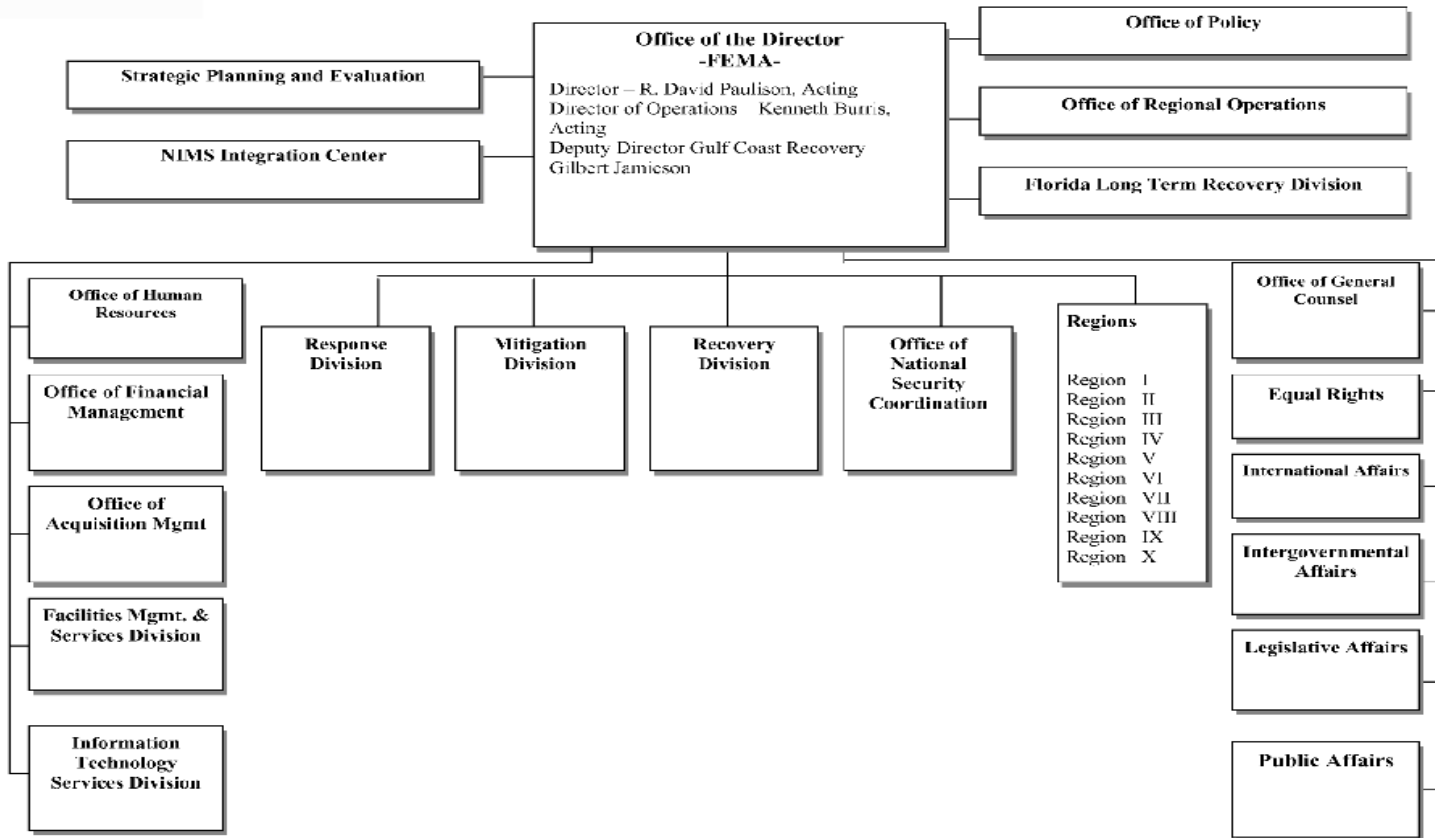 Office of the Director
-FEMA-
Director – R. David Paulison, Acting
Director of Operations Kenneth Burris,
Acting
Deputy Director Gulf Coast Recovery
Gilbert Jamieson
Strategic Planning and Evaluation
NIMS Integration Center
Office of Policy
Office of Regional Operations
Florida Long Term Recovery Division
Office of Human
Resources
Office of Financial
Management
Office of
Acquisition Mgmt
Facilities Mgmt. &
Services Division
Information
Technology
Services Division
Response
Division
Mitigation
Division
Recovery
Division
Office of
National
Security
Coordination
Regions
Region I
Region II
Region III
Region IV
Region V
Region VI
Region VII
Region VIII
Region IX
Region X
Office of General
Counsel
Equal Rights
International Affairs
Intergovernmental
Affairs
Legislative Affairs
Public Affairs